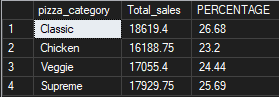 pizza_category Total_sales PERCENTAGE
1 Classic 18619.4 26.68
2 Chicken 16188.75 23.2
3 Veggie 17055.4 24.44
4 Supreme 17929.75 25.69